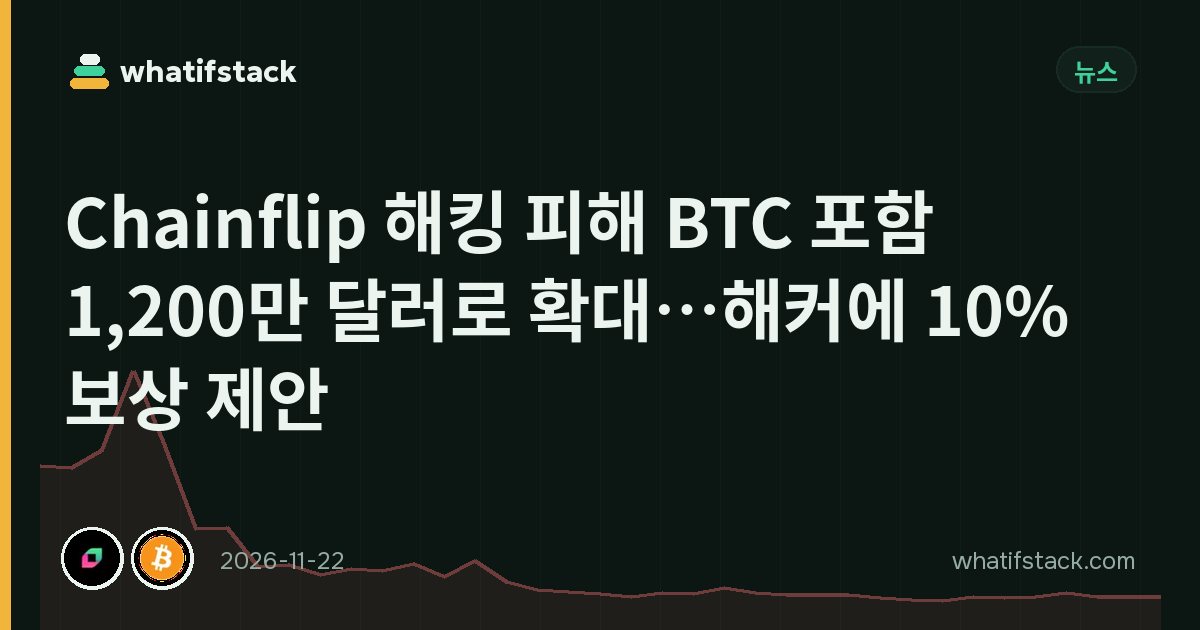 whatifstack
뉴스
Chainflip 해킹 피해 BTC 포함
1,200만 달러로 확대…해커에 10%
보상 제안
2026-11-22
whatifstack.com